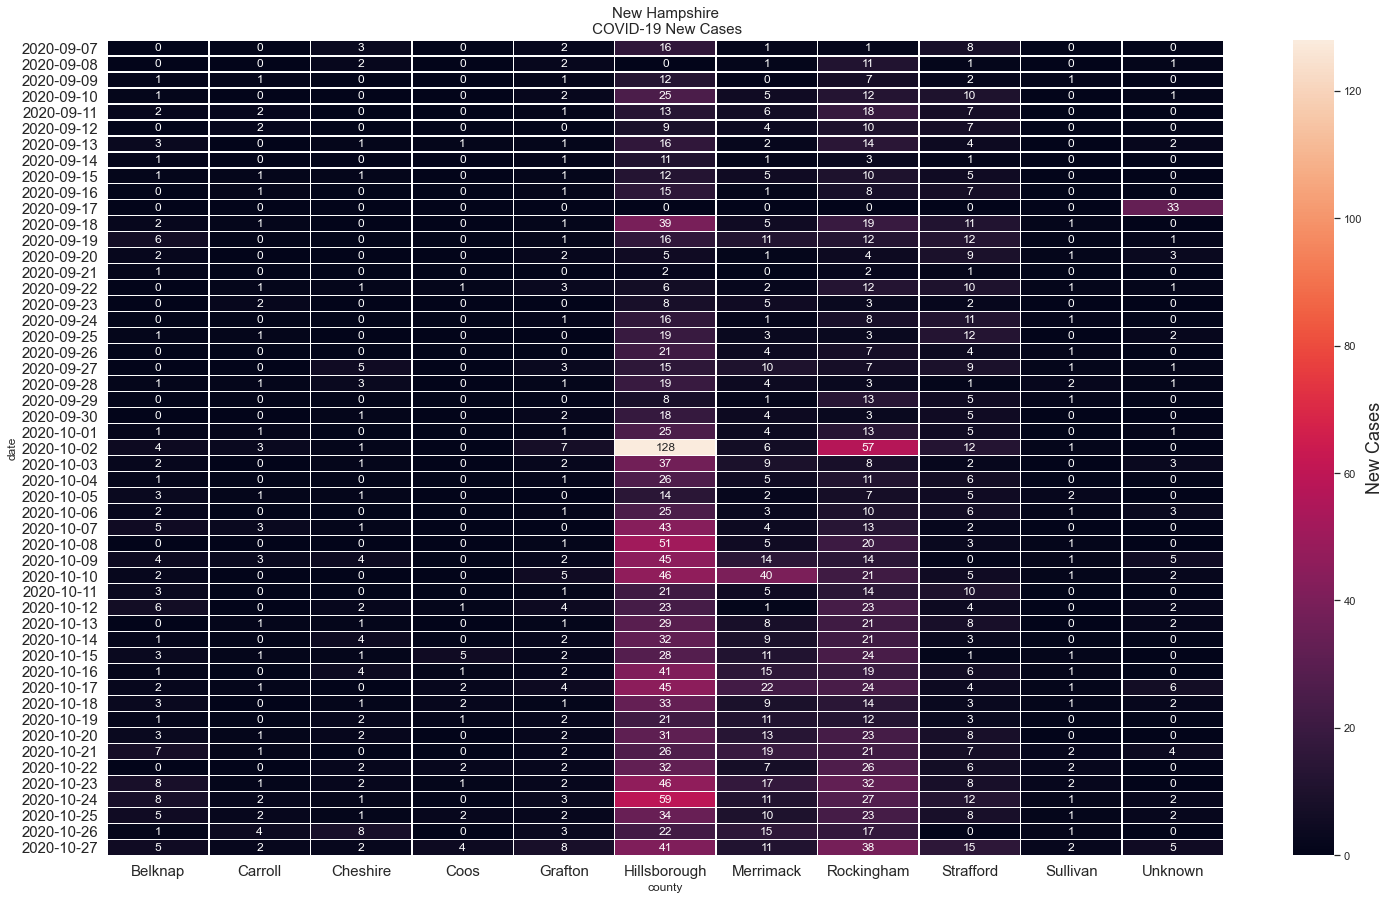 New Hampshire
COVID-19 New Cases
2020-09-07 0 0 3 0 2 16 1 1 8 0 0
2020-09-08 0 0 2 0 2 0 1 11 1 0 1
2020-09-09 1 1 0 0 1 12 0 7 2 1 0
2020-09-10 1 0 0 0 2 25 5 12 10 0 1
2020-09-11 2 2 0 0 1 13 6 18 7 0 0
2020-09-12 0 2 0 0 0 9 4 10 7 0 0
2020-09-13 3 0 1 1 1 16 2 14 4 0 2
2020-09-14 1 0 0 0 1 11 1 3 1 0 0
2020-09-15 1 1 1 0 1 12 5 10 5 0 0
2020-09-16 0 1 0 0 1 15 1 8 7 0 0
2020-09-17 0 0 0 0 0 0 0 0 0 0 33
2020-09-18 2 1 0 0 1 39 5 19 11 1 0
2020-09-19 6 0 0 0 1 16 11 12 12 0 1
2020-09-20 2 0 0 0 2 5 1 4 9 1 3
2020-09-21 1 0 0 0 0 2 0 2 1 0 0
2020-09-22 0 1 1 1 3 6 2 12 10 1 1
2020-09-23 0 2 0 0 0 8 5 3 2 0 0
2020-09-24 0 0 0 0 1 16 1 8 11 1 0
2020-09-25 1 1 0 0 0 19 3 3 12 0 2
2020-09-26 0 0 0 0 0 21 4 7 4 1 0
2020-09-27 0 0 5 0 3 15 10 7 9 1 1
2020-09-28 1 1 3 0 1 19 4 3 1 2 1
2020-09-29 0 0 0 0 0 8 1 13 5 1 0
2020-09-30 0 0 1 0 2 18 4 3 5 0 0
2020-10-01 1 1 0 0 1 25 4 13 5 0 1
2020-10-02 4 3 1 0 7 128 6 57 12 1 0
2020-10-03 2 0 1 0 2 37 9 8 2 0 3
2020-10-04 1 0 0 0 1 26 5 11 6 0 0
2020-10-05 3 1 1 0 0 14 2 7 5 2 0
2020-10-06 2 0 0 0 1 25 3 10 6 1 3
2020-10-07 5 3 1 0 0 43 4 13 2 0 0
2020-10-08 0 0 0 0 1 51 5 20 3 1 0
2020-10-09 4 3 4 0 2 45 14 14 0 1 5
2020-10-10 2 0 0 0 5 46 40 21 5 1 2
2020-10-11 3 0 0 0 1 21 5 14 10 0 0
2020-10-12 6 0 2 1 4 23 1 23 4 0 2
2020-10-13 0 1 1 0 1 29 8 21 8 0 2
2020-10-14 1 0 4 0 2 32 9 21 3 0 0
2020-10-15 3 1 1 5 2 28 11 24 1 1 0
2020-10-16 1 0 4 1 2 41 15 19 6 1 0
2020-10-17 2 1 0 2 4 45 22 24 4 1 6
2020-10-18 3 0 1 2 1 33 9 14 3 1 2
2020-10-19 1 0 2 1 2 21 11 12 3 0 0
2020-10-20 3 1 2 0 2 31 13 23 8 0 0
2020-10-21 7 1 0 0 2 26 19 21 7 2 4
2020-10-22 0 0 2 2 2 32 7 26 6 2 0
2020-10-23 8 1 2 1 2 46 17 32 8 2 0
2020-10-24 8 2 1 0 3 59 11 27 12 1 2
2020-10-25 5 2 1 2 2 34 10 23 8 1 2
2020-10-26 1 4 8 0 3 22 15 17 0 1 0
2020-10-27 5 2 2 4 8 41 11 38 15 2 5
Belknap Carroll Cheshire Coos Grafton Hillsborough Merrimack Rockingham Strafford Sullivan Unknown
county
date
120
100
80
60
40
20
0
New Cases